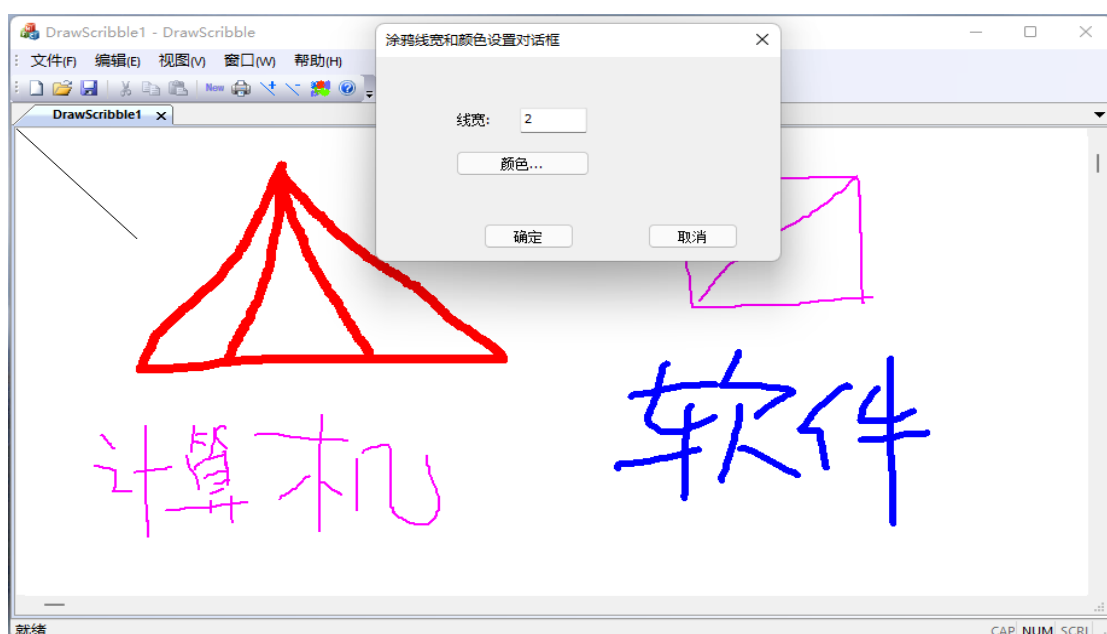 DrawScribble1 - DrawScribble
涂鸦线宽和颜色设置对话框
文件(F) 编辑(E) 视图(V) 窗口(W) 帮助(H)
New
DrawScribble1
线宽: 2
颜色...
确定 取消
软件
计算机
就绪 CAP NUM SCRL